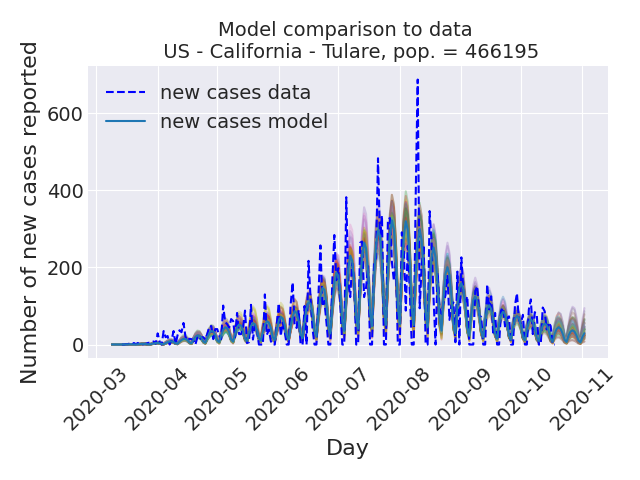 Model comparison to data
US - California - Tulare, pop. = 466195
Number of new cases reported
new cases data
new cases model
600
400
200
0
2020-03
2020-04
2020-05
2020-06
2020-07
2020-08
2020-09
2020-10
2020-11
Day